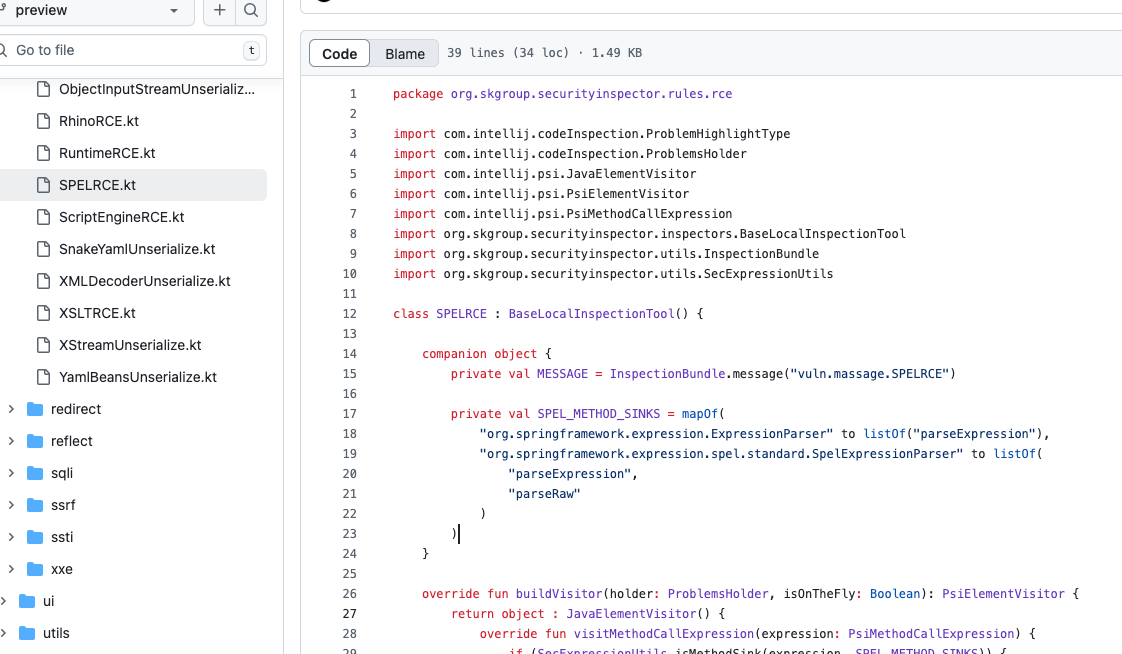 preview
Go to file
t
ObjectInputStreamUnserializ...
RhinoRCE.kt
RuntimeRCE.kt
SPELRCE.kt
ScriptEngineRCE.kt
SnakeYamlUnserialize.kt
XMLDecoderUnserialize.kt
XSLTRCE.kt
XStreamUnserialize.kt
YamlBeansUnserialize.kt
redirect
reflect
sqli
ssrf
ssti
xxe
ui
utils
Code Blame 39 lines (34 loc) · 1.49 KB
1 package org.skgroup.securityinspector.rules.rce
2
3 import com.intellij.codeInspection.ProblemHighlightType
4 import com.intellij.codeInspection.ProblemsHolder
5 import com.intellij.psi.JavaElementVisitor
6 import com.intellij.psi.PsiElementVisitor
7 import com.intellij.psi.PsiMethodCallExpression
8 import org.skgroup.securityinspector.inspectors.BaseLocalInspectionTool
9 import org.skgroup.securityinspector.utils.InspectionBundle
10 import org.skgroup.securityinspector.utils.SecExpressionUtils
11
12 class SPELRCE : BaseLocalInspectionTool() {
13
14 companion object {
15 private val MESSAGE = InspectionBundle.message("vuln.massage.SPELRCE")
16
17 private val SPEL_METHOD_SINKS = mapOf(
18 "org.springframework.expression.ExpressionParser" to listOf("parseExpression"),
19 "org.springframework.expression.spel.standard.SpelExpressionParser" to listOf(
20 "parseExpression",
21 "parseRaw"
22 )
23 )
24 }
25
26 override fun buildVisitor(holder: ProblemsHolder, isOnTheFly: Boolean): PsiElementVisitor {
27 return object : JavaElementVisitor() {
28 override fun visitMethodCallExpression(expression: PsiMethodCallExpression) {
29 if (SecExpressionUtils.isMethodSink(expression, SPEL_METHOD_SINKS)) {